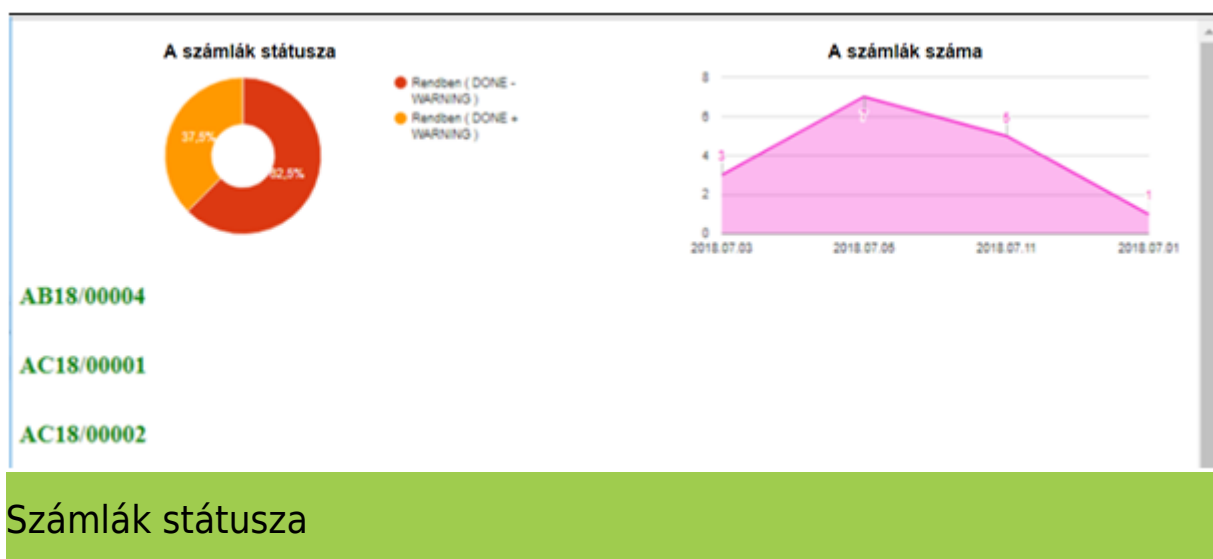 A számlák státusza
Rendben ( DONE -
WARNING )
Rendben ( DONE +
WARNING )
37,5%
62,5%
A számlák száma
8
6
4
2
0
3
7
5
1
2018.07.03
2018.07.05
2018.07.11
2018.07.01
AB18/00004
AC18/00001
AC18/00002
Számlák státusza